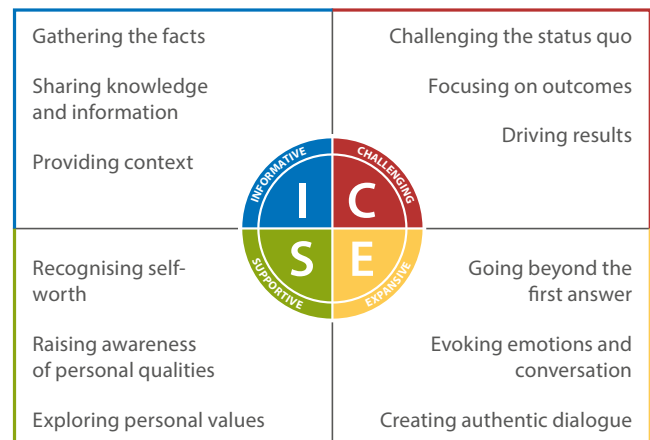 Gathering the facts
Sharing knowledge
and information
Providing context
Challenging the status quo
Focusing on outcomes
Driving results
INFORMATIVE
CHALLENGING
I
C
S
E
SUPPORTIVE
EXPANSIVE
Recognising self-
worth
Raising awareness
of personal qualities
Exploring personal values
Going beyond the
first answer
Evoking emotions and
conversation
Creating authentic dialogue